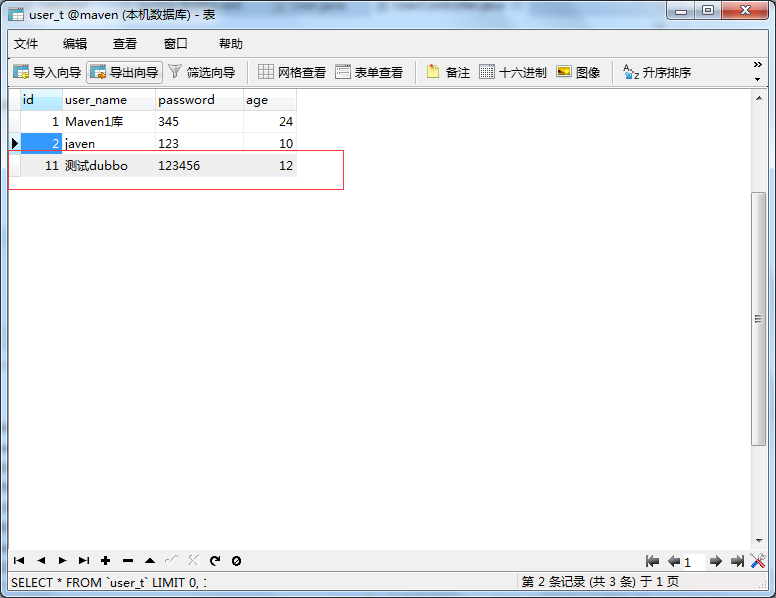 user_t @maven (本机数据库) - 表
文件 编辑 查看 窗口 帮助
导入向导 导出向导 筛选向导 网格查看 表单查看 备注 十六进制 图像 升序排序
id user_name password age
1 Maven1库 345 24
2 javen 123 10
11 测试dubbo 123456 12
1
SELECT * FROM `user_t` LIMIT 0, 第 2 条记录 (共 3 条) 于 1 页